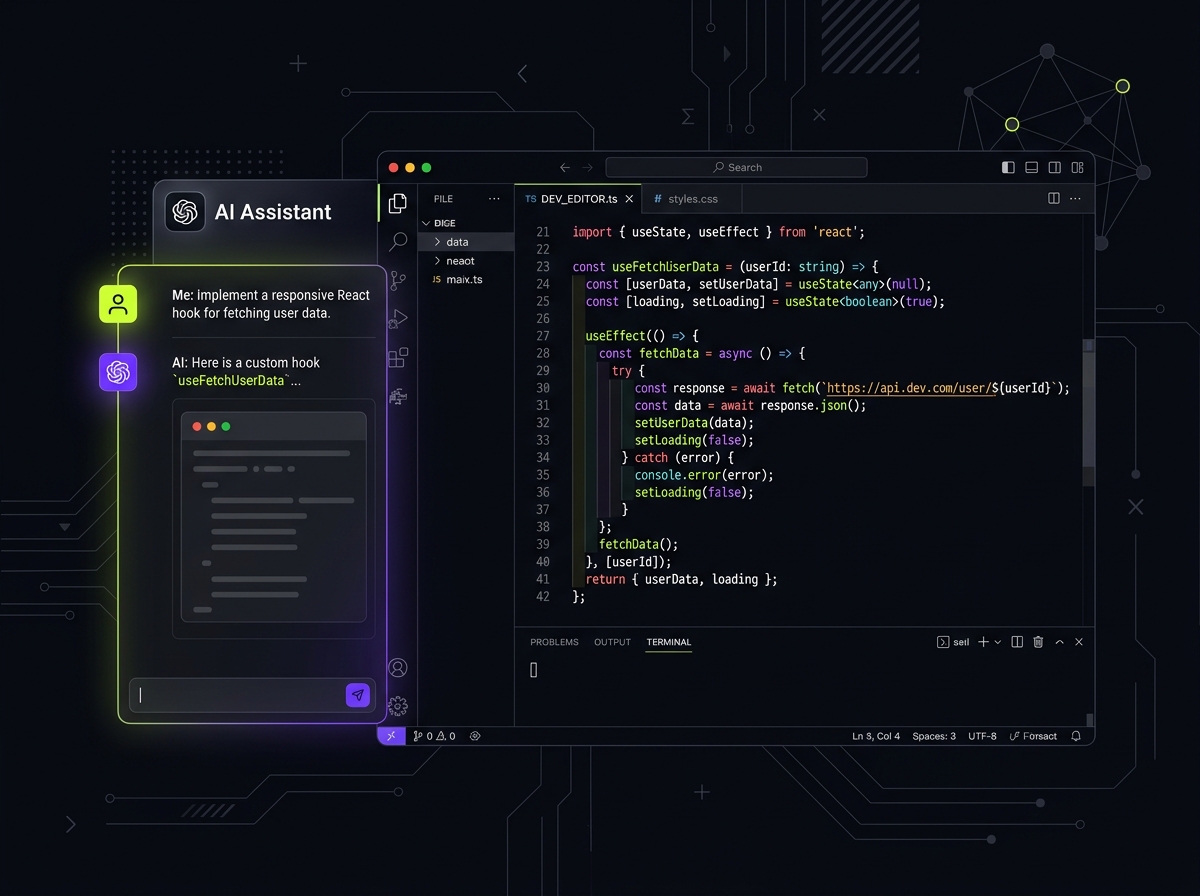 AI Assistant
Me: Implement a responsive React
hook for fetching user data.
AI: Here is a custom hook
`useFetchUserData`...
Search
PILE
DIGE
data
neaot
JS maix.ts
TS DEV_EDITOR.ts
# styles.css
21 import { useState, useEffect } from 'react';
22
23 const useFetchUserData = (userId: string) => {
24 const [userData, setUserData] = useState<any>(null);
25 const [loading, setLoading] = useState<boolean>(true);
26
27 useEffect(() => {
28 const fetchData = async () => {
29 try {
30 const response = await fetch(`https://api.dev.com/user/${userId}`);
31 const data = await response.json();
32 setUserData(data);
33 setLoading(false);
34 } catch (error) {
35 console.error(error);
36 setLoading(false);
37 }
38 };
39 fetchData();
40 }, [userId]);
41 return { userData, loading };
42 };
PROBLEMS OUTPUT TERMINAL
setl
0 0
Ln 3, Col 4 Spaces: 3 UTF-8 Forsact